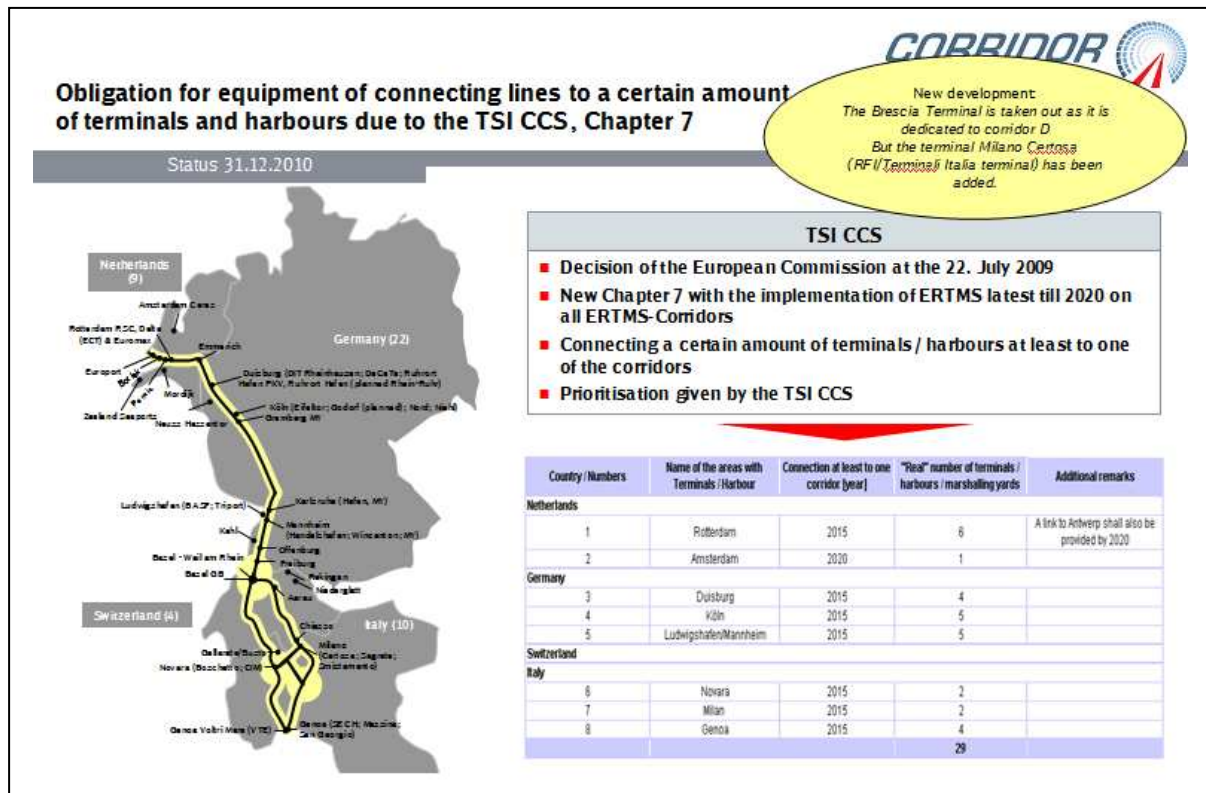 CORRIDOR
Obligation for equipment of connecting lines to a certain amount
of terminals and harbours due to the TSI CCS, Chapter 7
New development:
The Brescia Terminal is taken out as it is
dedicated to corridor D
But the terminal Milano Certosa
(RFI/Terminali Italia terminal) has been
added.
Status 31.12.2010
Netherlands
(9)
Amsterdam
Rotterdam RSC, Delta
(ECT) & Euromax
Emmerich
Germany (22)
Europort
Botlek
Pernis
Moerdijk
Zeeland Seaports
Duisburg (DIT Rheinhausen; DeCeTe; Ruhrort
Hafen PKV, Ruhrort Hafen (planned Rhein-Ruhr)
Neuss Hessentor
Köln (Eifeltor; Godorf (planned); Nord; Niehl)
Gremberg MY
Ludwigshafen (BASF; Triport)
Karlsruhe (Hafen, MY)
Mannheim
(Handelshafen; Wincanton; MY)
Kehl
Offenburg
Basel - Weil am Rhein
Freiburg
Basel
Rekingen
Niederglatt
Aarau
Switzerland (4)
Italy (10)
Chiasso
Gallarate/Busto
Milano
(Certosa; Segrate;
Smistamento)
Novara (Boschetto; CIM)
Genoa Voltri Mare (VTE)
Genoa (SECH; Messina;
San Georgio)
TSI CCS
Decision of the European Commission at the 22. July 2009
New Chapter 7 with the implementation of ERTMS latest till 2020 on
all ERTMS-Corridors
Connecting a certain amount of terminals / harbours at least to one
of the corridors
Prioritisation given by the TSI CCS
Country / Numbers Name of the areas with Terminals / Harbour Connection at least to one corridor [year] "Real" number of terminals / harbours / marshalling yards Additional remarks
Netherlands
1 Rotterdam 2015 6 A link to Antwerp shall also be provided by 2020
2 Amsterdam 2020 1
Germany
3 Duisburg 2015 4
4 Köln 2015 5
5 Ludwigshafen/Mannheim 2015 5
Switzerland
Italy
6 Novara 2015 2
7 Milan 2015 2
8 Genoa 2015 4
29